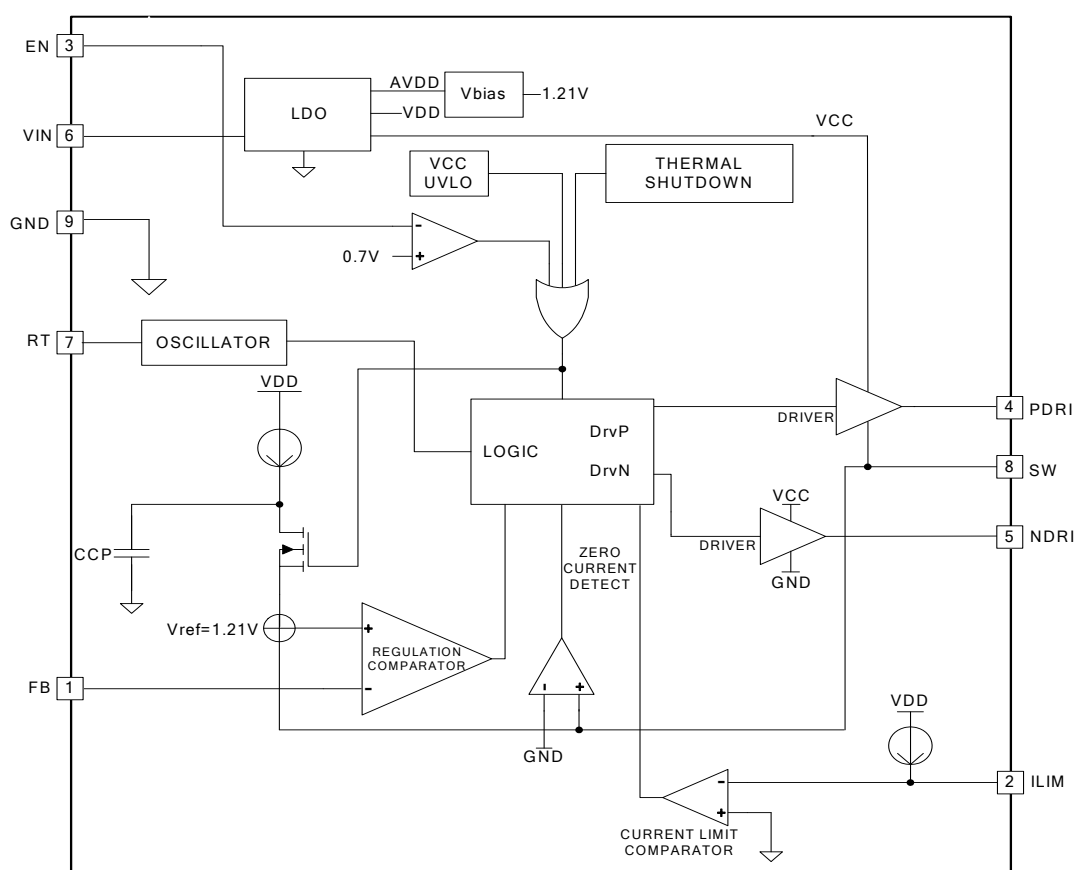 EN 3
VIN 6
GND 9
RT 7
FB 1
LDO
AVDD
VDD
Vbias
1.21V
VCC
VCC
UVLO
THERMAL
SHUTDOWN
-
+
0.7V
OSCILLATOR
VDD
CCP
LOGIC
DrvP
DrvN
DRIVER
4 PDRI
8 SW
VCC
DRIVER
GND
5 NDRI
ZERO
CURRENT
DETECT
Vref=1.21V
+
-
REGULATION
COMPARATOR
- +
GND
VDD
2 ILIM
-
+
CURRENT LIMIT
COMPARATOR